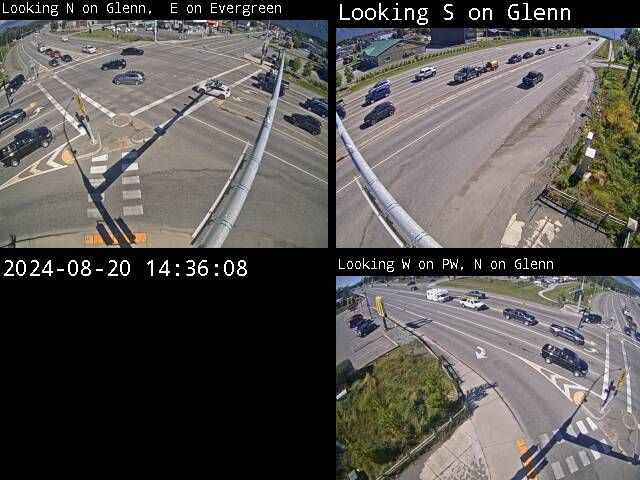 Looking N on Glenn, E on Evergreen
Looking S on Glenn
2024-08-20 14:36:08
Looking W on PW, N on Glenn